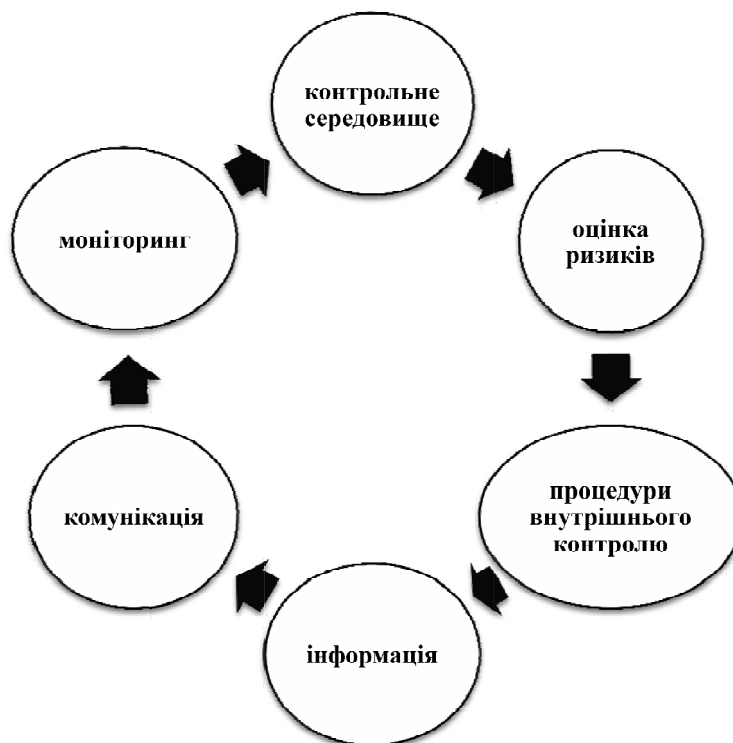 контрольне
середовище
оцінка
ризиків
процедури
внутрішнього
контролю
інформація
комунікація
моніторинг